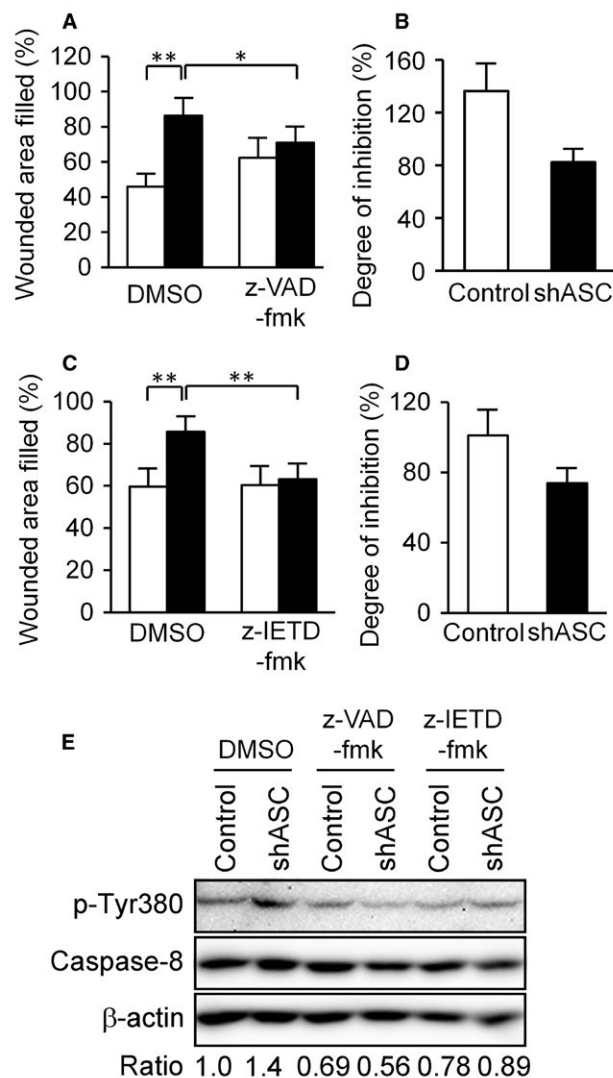 A
Wounded area filled (%)
120
100
80
60
40
20
0
**
*
DMSO
z-VAD
-fmk
B
Degree of inhibition (%)
160
120
80
40
0
Control shASC
C
Wounded area filled (%)
100
80
60
40
20
0
**
**
DMSO
z-IETD
-fmk
D
Degree of inhibition (%)
120
80
40
0
Control shASC
E
DMSO
z-VAD
-fmk
z-IETD
-fmk
Control
shASC
Control
shASC
Control
shASC
p-Tyr380
Caspase-8
β-actin
Ratio 1.0 1.4 0.69 0.56 0.78 0.89